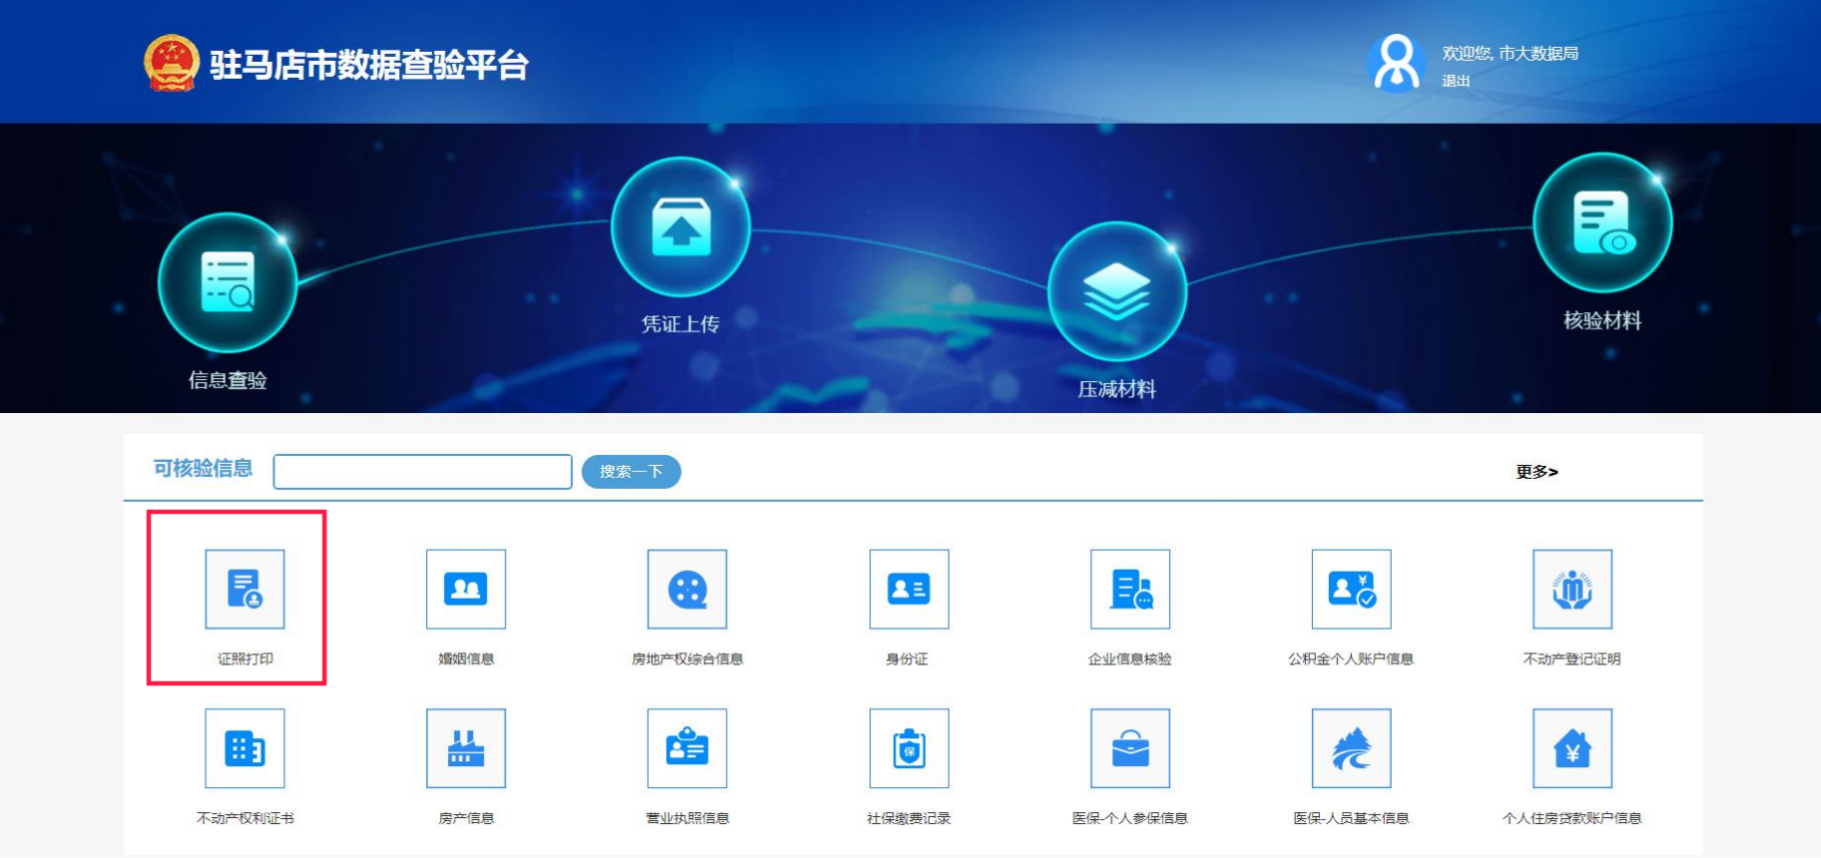 驻马店市数据查验平台
欢迎您, 市大数据局
退出
信息查验
凭证上传
压减材料
核验材料
可核验信息
搜索一下
更多>
证照打印
婚姻信息
房地产权综合信息
身份证
企业信息核验
公积金个人账户信息
不动产登记证明
不动产权利证书
房产信息
营业执照信息
社保缴费记录
医保-个人参保信息
医保-人员基本信息
个人住房贷款账户信息